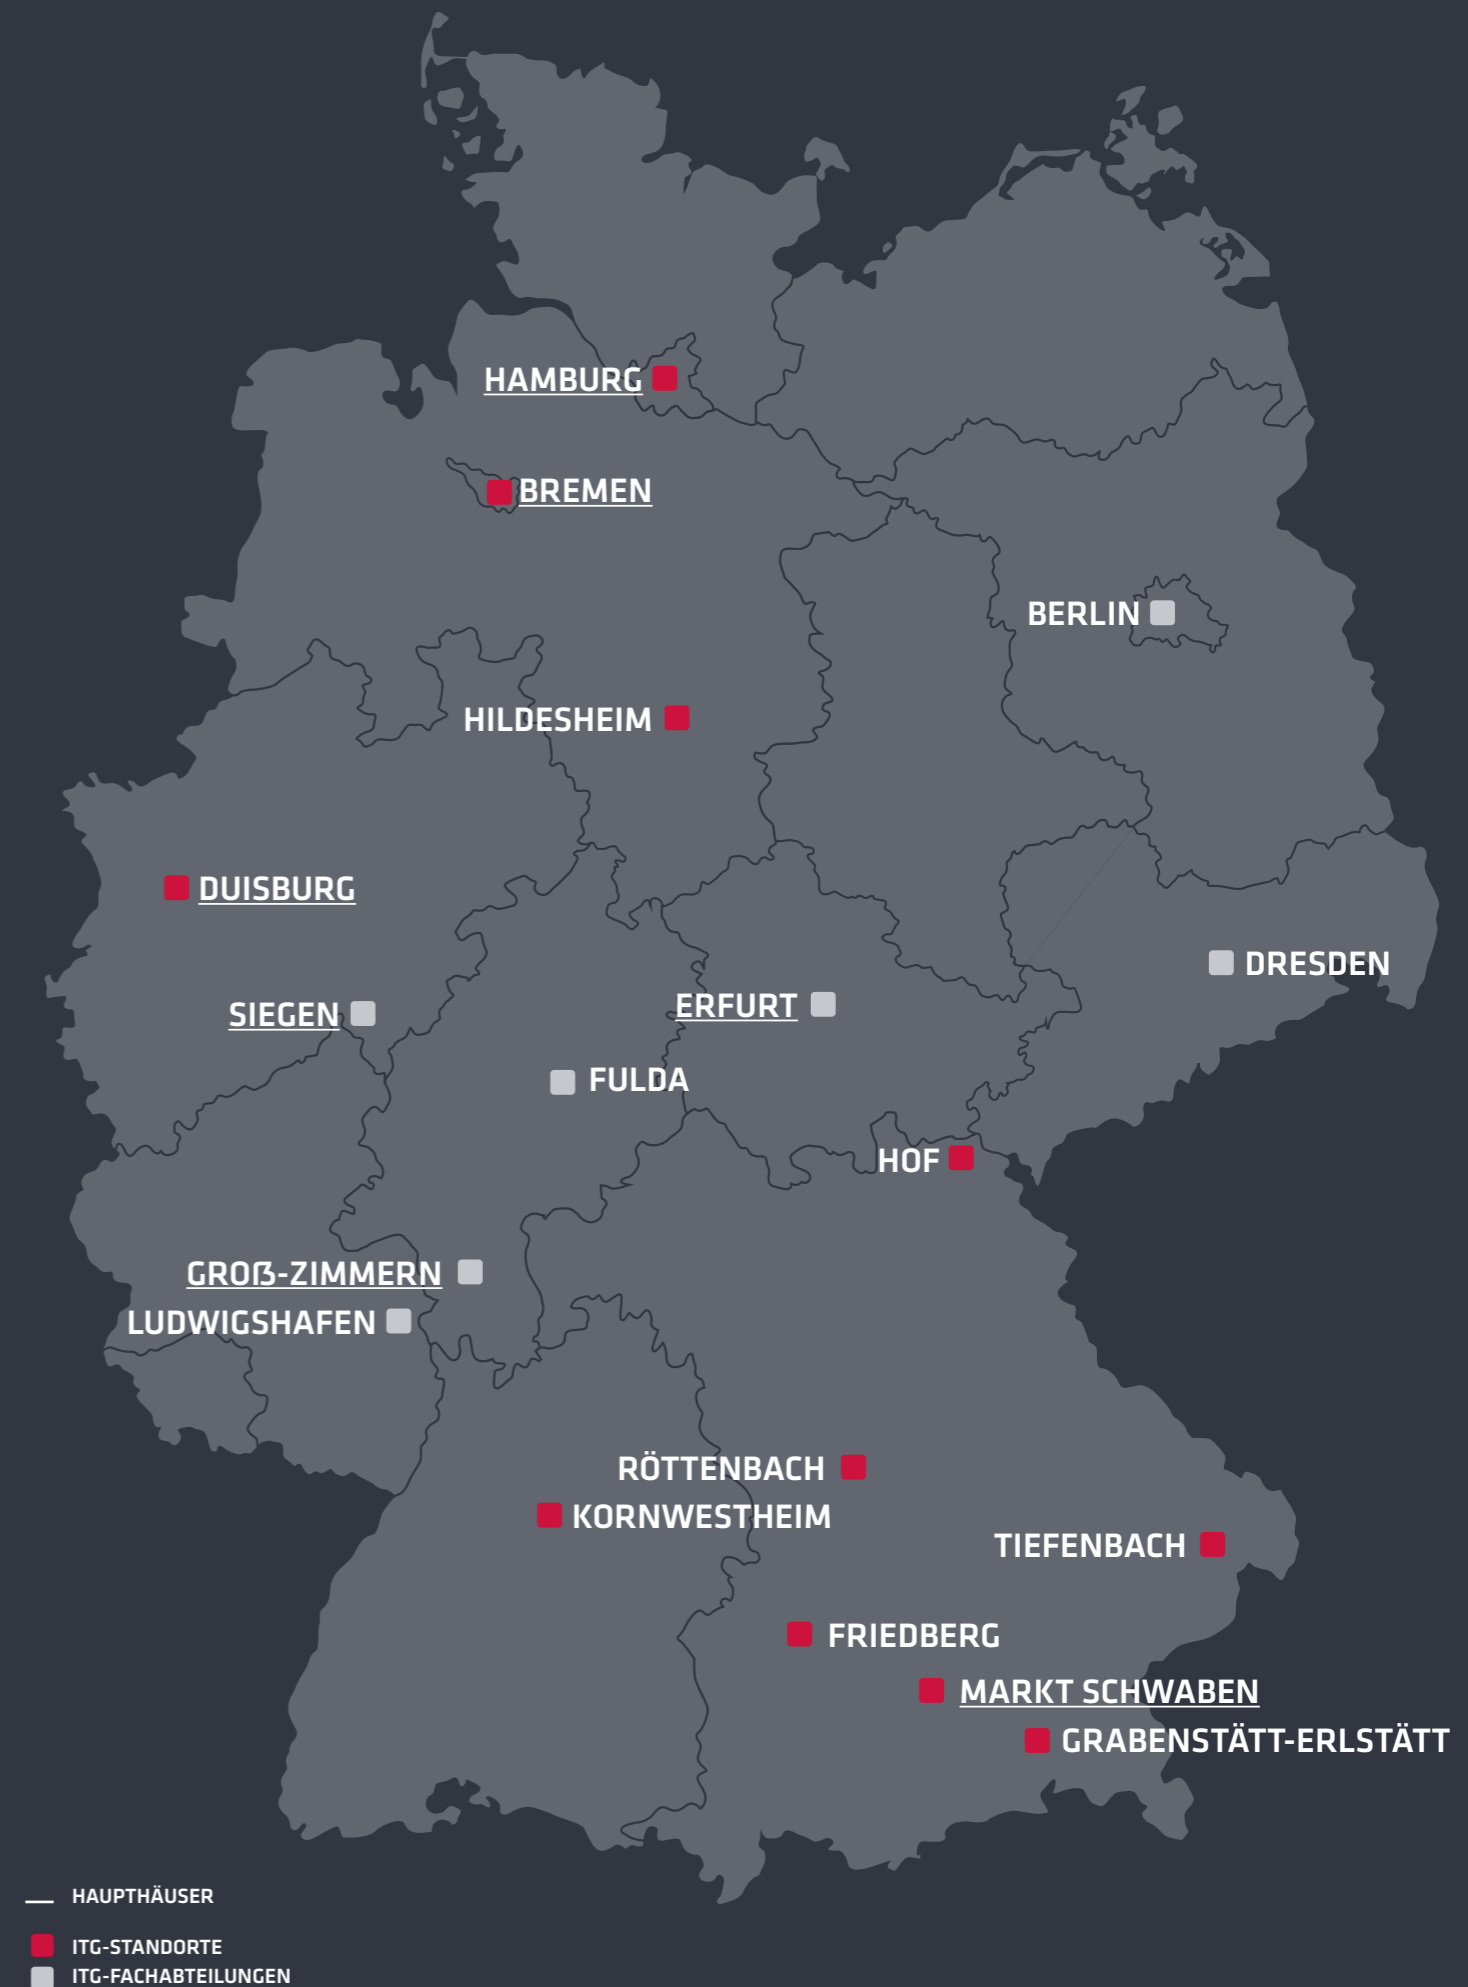 HAMBURG
BREMEN
BERLIN
HILDESHEIM
DUISBURG
DRESDEN
SIEGEN
ERFURT
FULDA
HOF
GROẞ-ZIMMERN
LUDWIGSHAFEN
RÖTTENBACH
KORNWESTHEIM
TIEFENBACH
FRIEDBERG
MARKT SCHWABEN
GRABENSTÄTT-ERLSTÄTT
HAUPTHÄUSER
ITG-STANDORTE
ITG-FACHABTEILUNGEN